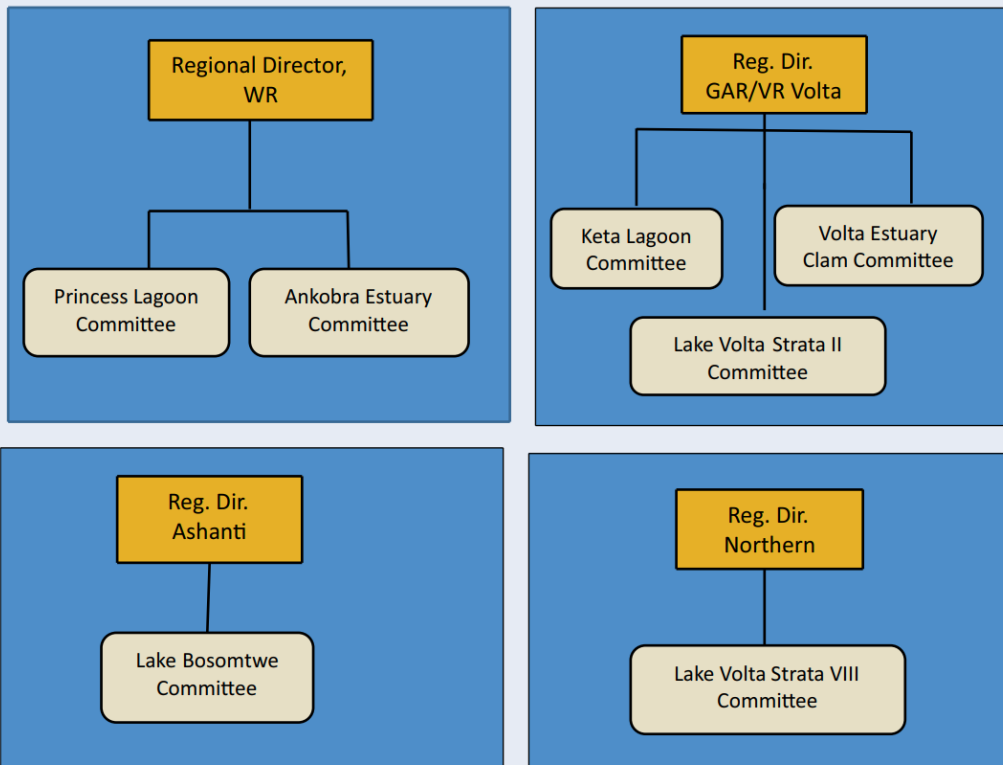 Regional Director,
WR
Princess Lagoon
Committee
Ankobra Estuary
Committee
Reg. Dir.
GAR/VR Volta
Keta Lagoon
Committee
Volta Estuary
Clam Committee
Lake Volta Strata II
Committee
Reg. Dir.
Ashanti
Lake Bosomtwe
Committee
Reg. Dir.
Northern
Lake Volta Strata VIII
Committee